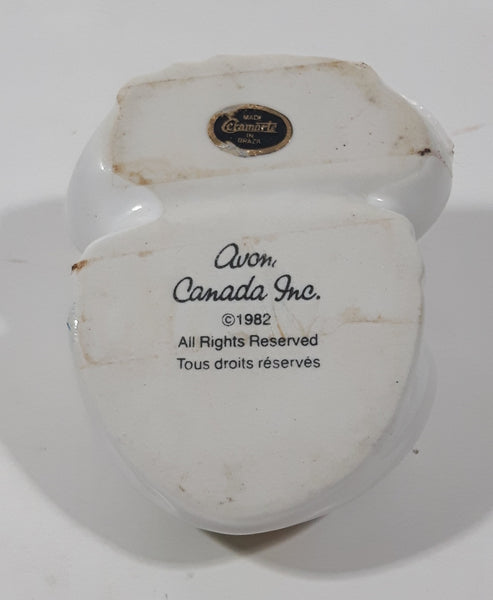 MADE
Ceramarte
IN
BRAZIL
Avon,
Canada Inc.
©1982
All Rights Reserved
Tous droits réservés